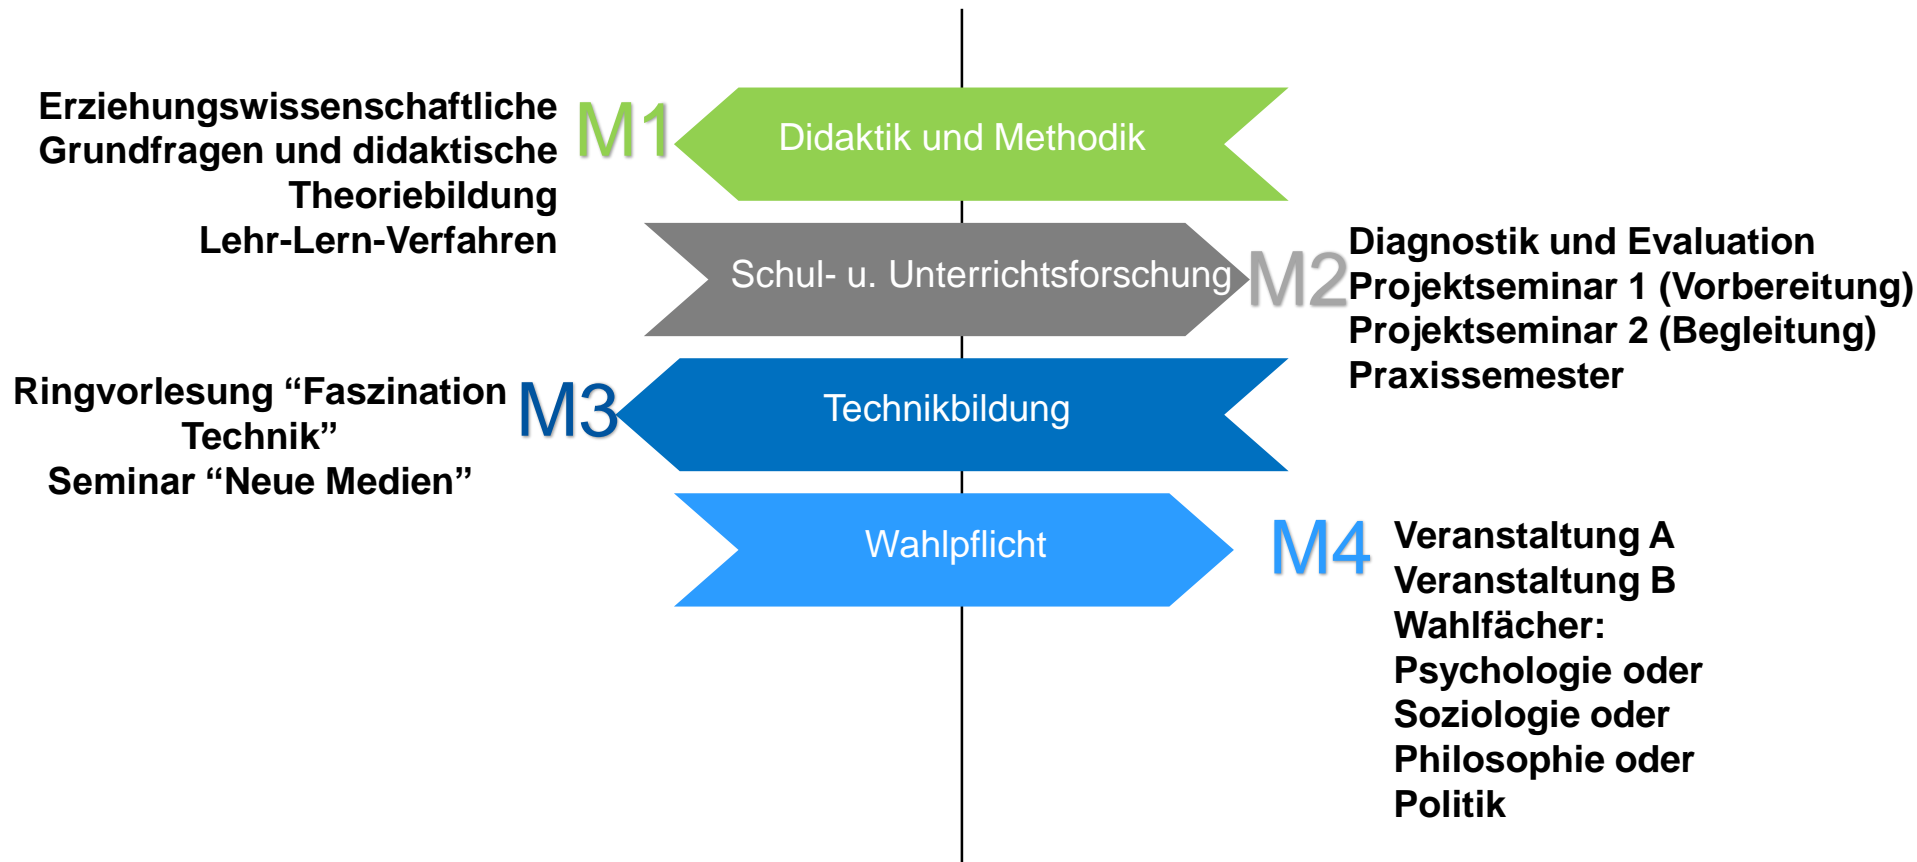 Erziehungswissenschaftliche
Grundfragen und didaktische
Theoriebildung
Lehr-Lern-Verfahren
M1
Didaktik und Methodik
Schul- u. Unterrichtsforschung
M2
Diagnostik und Evaluation
Projektseminar 1 (Vorbereitung)
Projektseminar 2 (Begleitung)
Praxissemester
Ringvorlesung “Faszination
Technik”
Seminar “Neue Medien”
M3
Technikbildung
Wahlpflicht
M4
Veranstaltung A
Veranstaltung B
Wahlfächer:
Psychologie oder
Soziologie oder
Philosophie oder
Politik